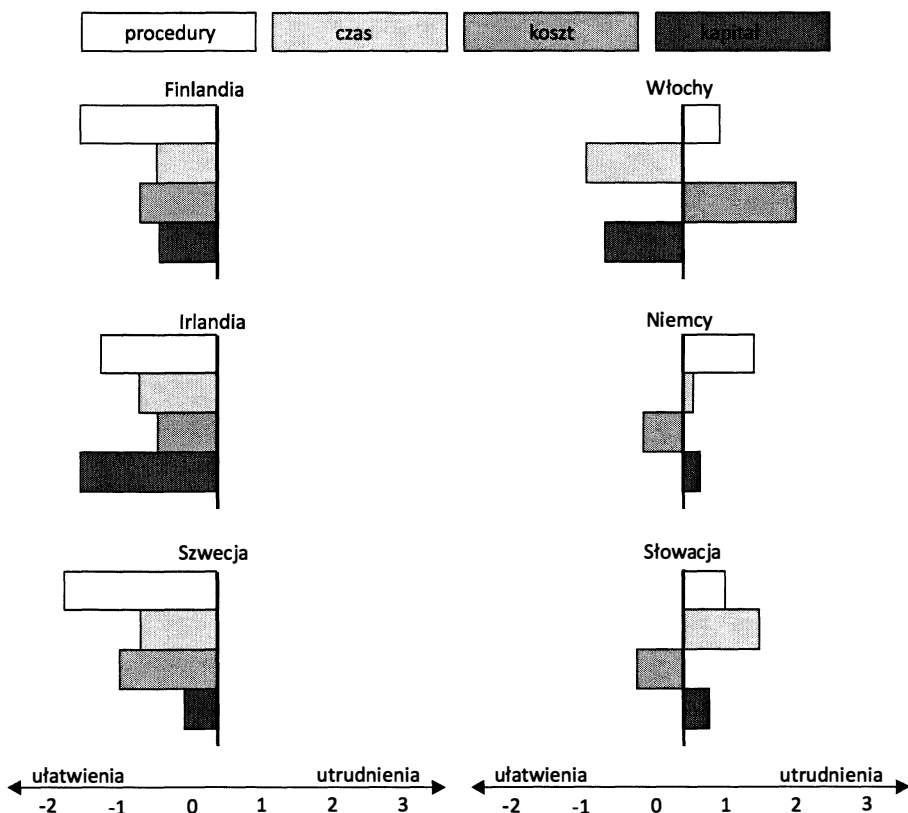 procedury czas koszt kapitał
Finlandia Włochy
Irlandia Niemcy
Szwecja Słowacja
ułatwienia utrudnienia ułatwienia utrudnienia
-2 -1 0 1 2 3 -2 -1 0 1 2 3